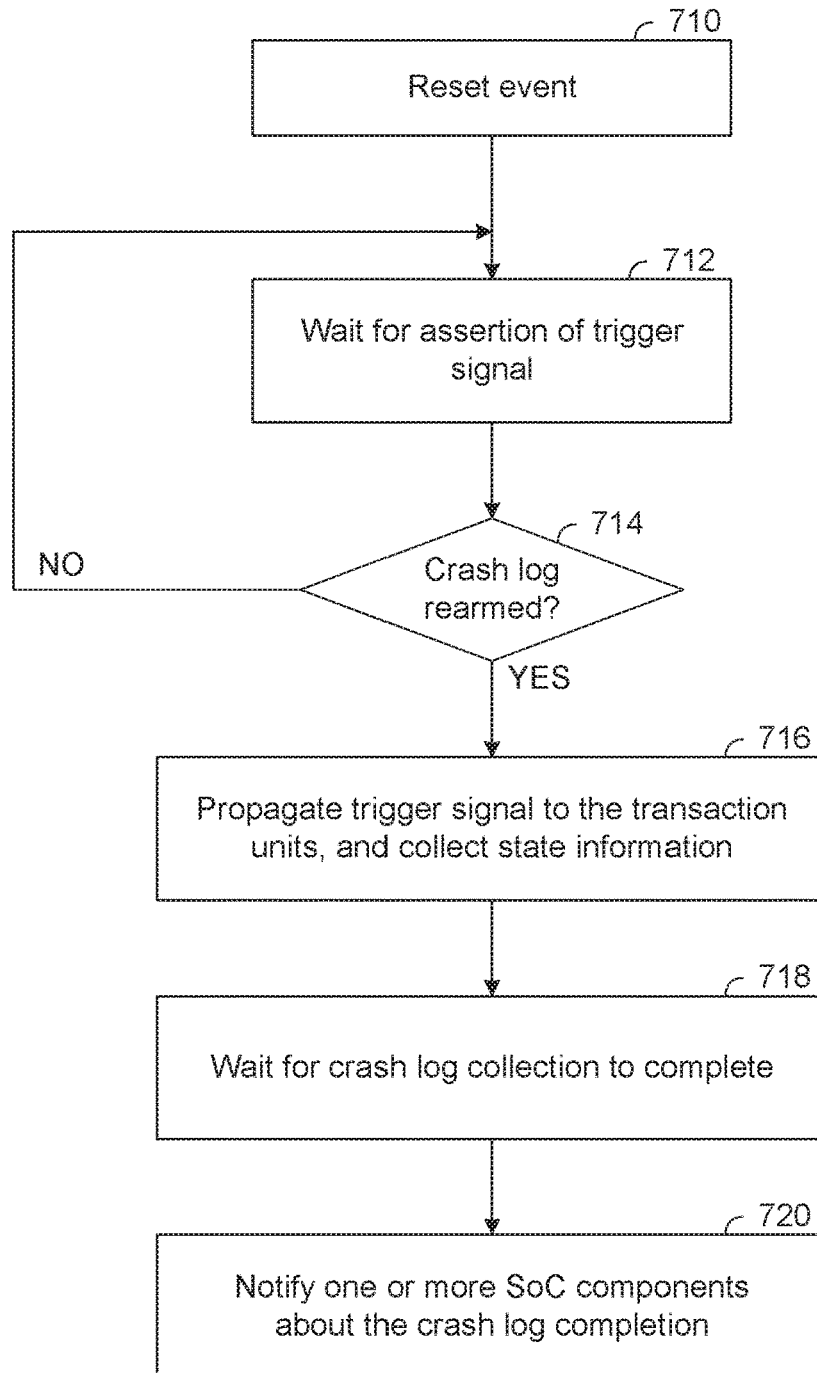 710
Reset event
712
Wait for assertion of trigger
signal
714
NO
Crash log
rearmed?
YES
716
Propagate trigger signal to the transaction
units, and collect state information
718
Wait for crash log collection to complete
720
Notify one or more SoC components
about the crash log completion